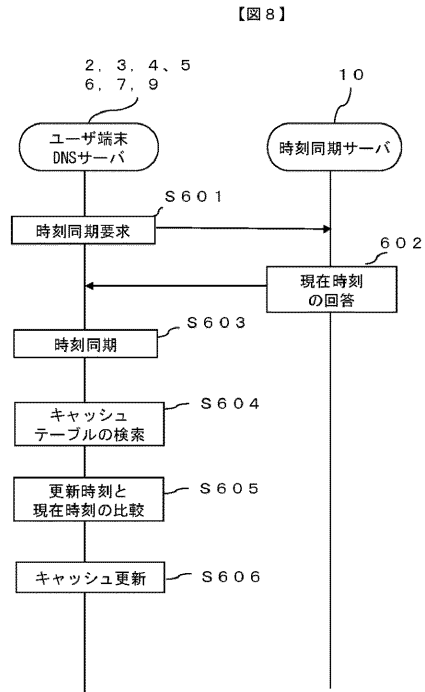 【図８】
２，３，４、５
６，７，９
１０
ユーザ端末
DNSサーバ
時刻同期サーバ
Ｓ６０１
時刻同期要求
６０２
現在時刻
の回答
Ｓ６０３
時刻同期
Ｓ６０４
キャッシュ
テーブルの検索
Ｓ６０５
更新時刻と
現在時刻の比較
Ｓ６０６
キャッシュ更新